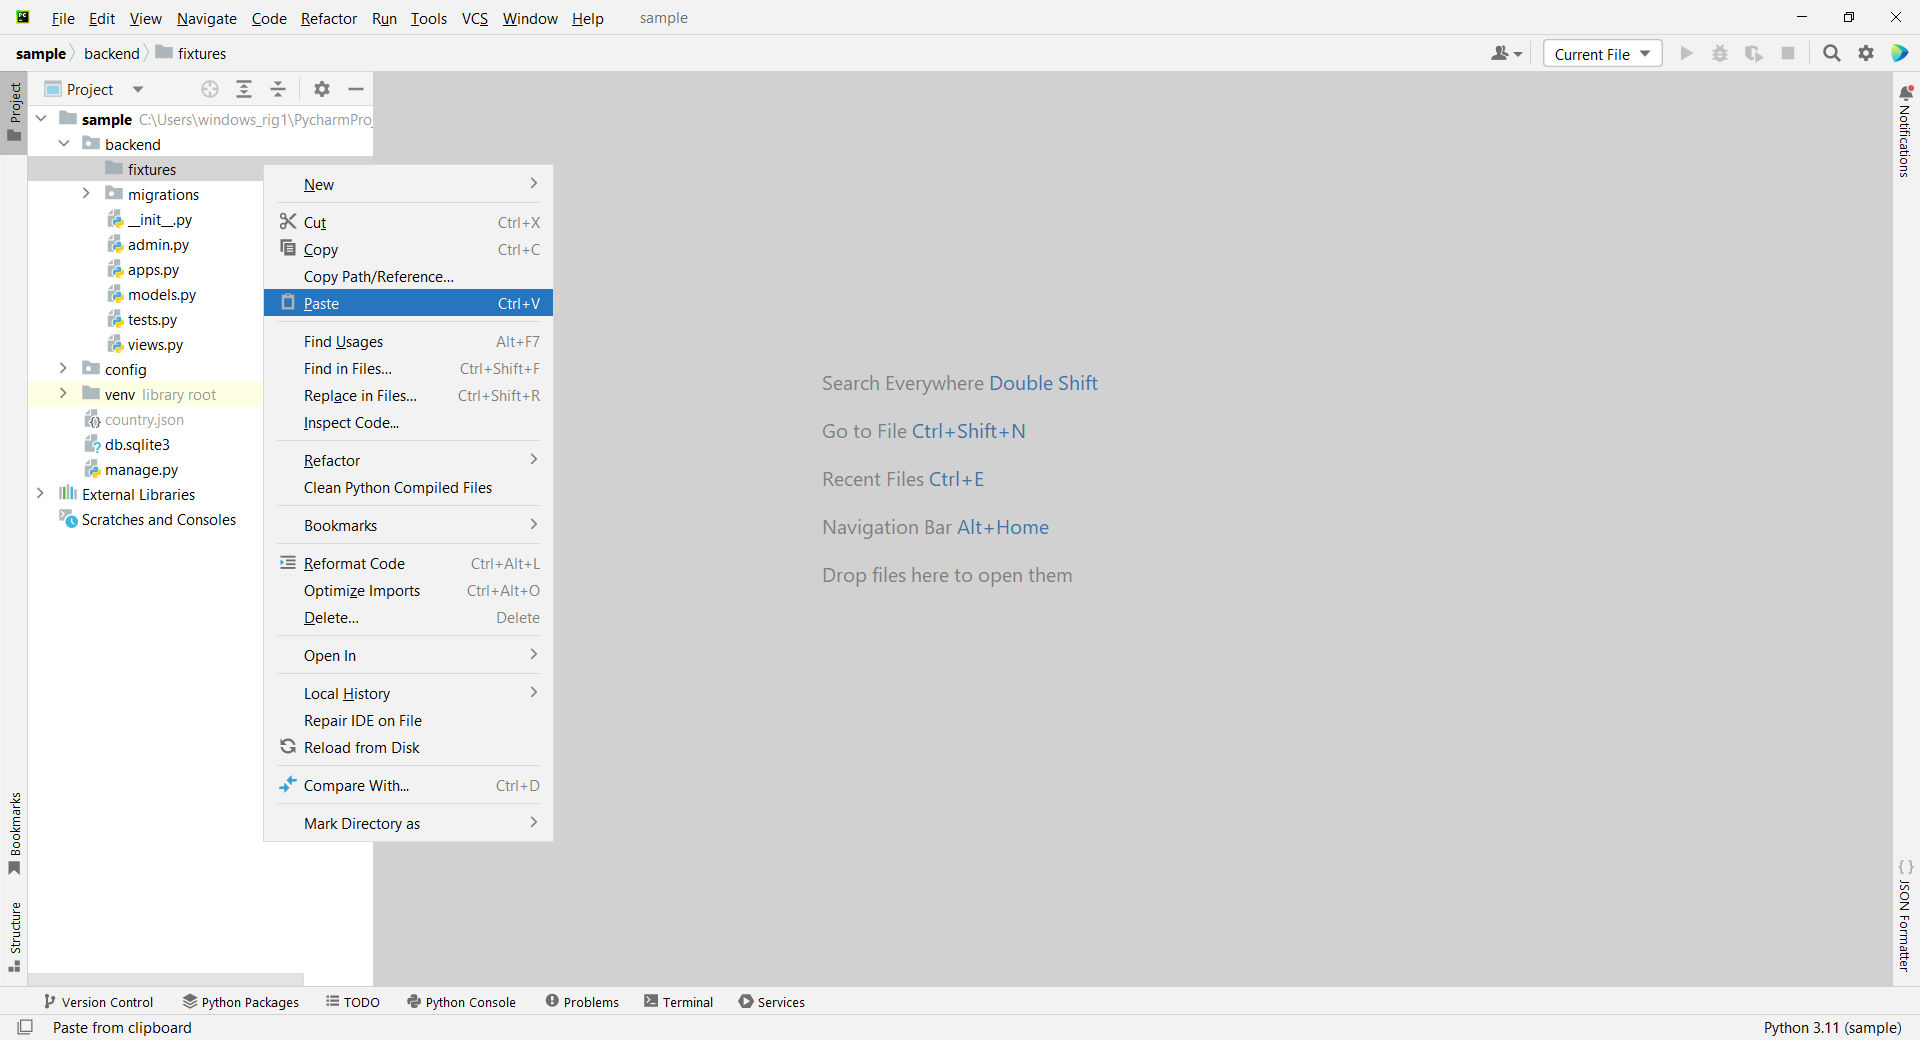 PC
File Edit View Navigate Code Refactor Run Tools VCS Window Help sample
sample backend fixtures
Current File
Project
sample C:\Users\windows_rig1\PycharmPro
backend
fixtures
migrations
__init__.py
admin.py
apps.py
models.py
tests.py
views.py
config
venv library root
country.json
db.sqlite3
manage.py
External Libraries
Scratches and Consoles
New
Cut Ctrl+X
Copy Ctrl+C
Copy Path/Reference...
Paste Ctrl+V
Find Usages Alt+F7
Find in Files... Ctrl+Shift+F
Replace in Files... Ctrl+Shift+R
Inspect Code...
Refactor
Clean Python Compiled Files
Bookmarks
Reformat Code Ctrl+Alt+L
Optimize Imports Ctrl+Alt+O
Delete... Delete
Open In
Local History
Repair IDE on File
Reload from Disk
Compare With... Ctrl+D
Mark Directory as
Search Everywhere Double Shift
Go to File Ctrl+Shift+N
Recent Files Ctrl+E
Navigation Bar Alt+Home
Drop files here to open them
Project
Bookmarks
Structure
Notifications
JSON Formatter
Version Control Python Packages TODO Python Console Problems Terminal Services
Paste from clipboard Python 3.11 (sample)